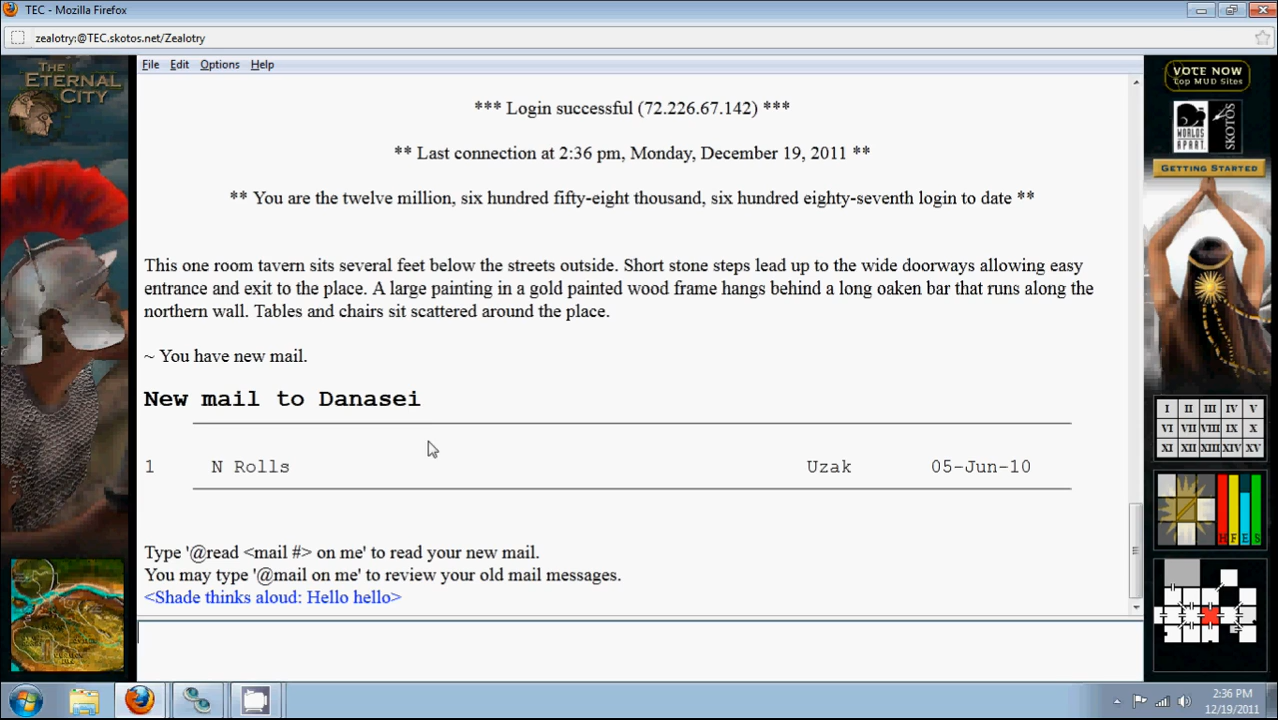 TEC - Mozilla Firefox
zealotry:@TEC.skotos.net/Zealotry
THE ETERNAL CITY
File Edit Options Help
*** Login successful (72.226.67.142) ***
** Last connection at 2:36 pm, Monday, December 19, 2011 **
** You are the twelve million, six hundred fifty-eight thousand, six hundred eighty-seventh login to date **
This one room tavern sits several feet below the streets outside. Short stone steps lead up to the wide doorways allowing easy
entrance and exit to the place. A large painting in a gold painted wood frame hangs behind a long oaken bar that runs along the
northern wall. Tables and chairs sit scattered around the place.
~ You have new mail.
New mail to Danasei
1 N Rolls Uzak 05-Jun-10
Type '@read <mail #> on me' to read your new mail.
You may type '@mail on me' to review your old mail messages.
<Shade thinks aloud: Hello hello>
VOTE NOW
Top MUD Sites
WORLDS APART
SKOTOS
GETTING STARTED
I II III IV V
VI VII VIII IX X
XI XII XIII XIV XV
H F E S
2:36 PM
12/19/2011